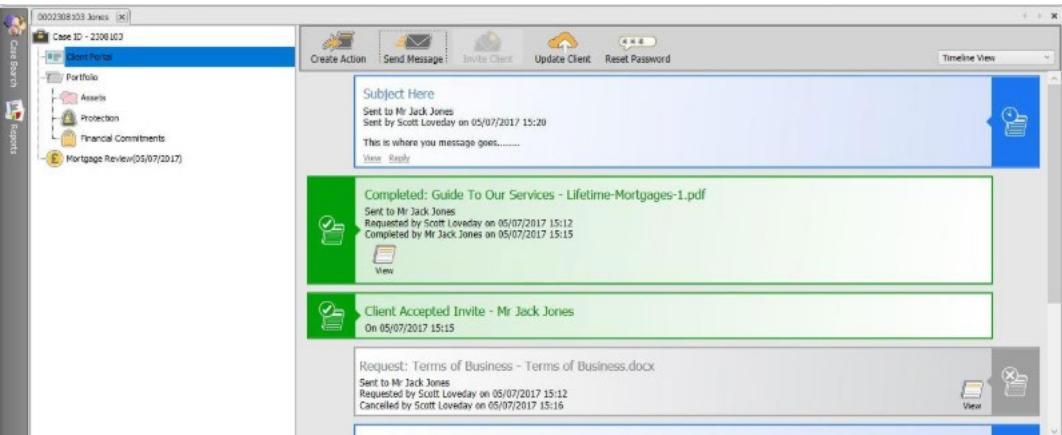 0002308103 Jones
Case ID - 2308103
Client Portal
Portfolio
Assets
Protection
Financial Commitments
Mortgage Review(05/07/2017)
Case Search
Reports
Create Action
Send Message
Invite Client
Update Client
Reset Password
Timeline View
Subject Here
Sent to Mr Jack Jones
Sent by Scott Loveday on 05/07/2017 15:20
This is where you message goes........
View Reply
Completed: Guide To Our Services - Lifetime-Mortgages-1.pdf
Sent to Mr Jack Jones
Requested by Scott Loveday on 05/07/2017 15:12
Completed by Mr Jack Jones on 05/07/2017 15:15
View
Client Accepted Invite - Mr Jack Jones
On 05/07/2017 15:15
Request: Terms of Business - Terms of Business.docx
Sent to Mr Jack Jones
Requested by Scott Loveday on 05/07/2017 15:12
Cancelled by Scott Loveday on 05/07/2017 15:16
View